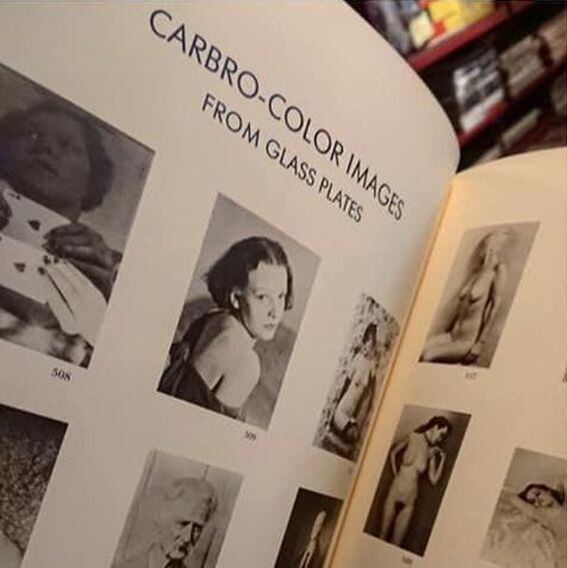 CARBRO-COLOR IMAGES
FROM GLASS PLATES
508
509